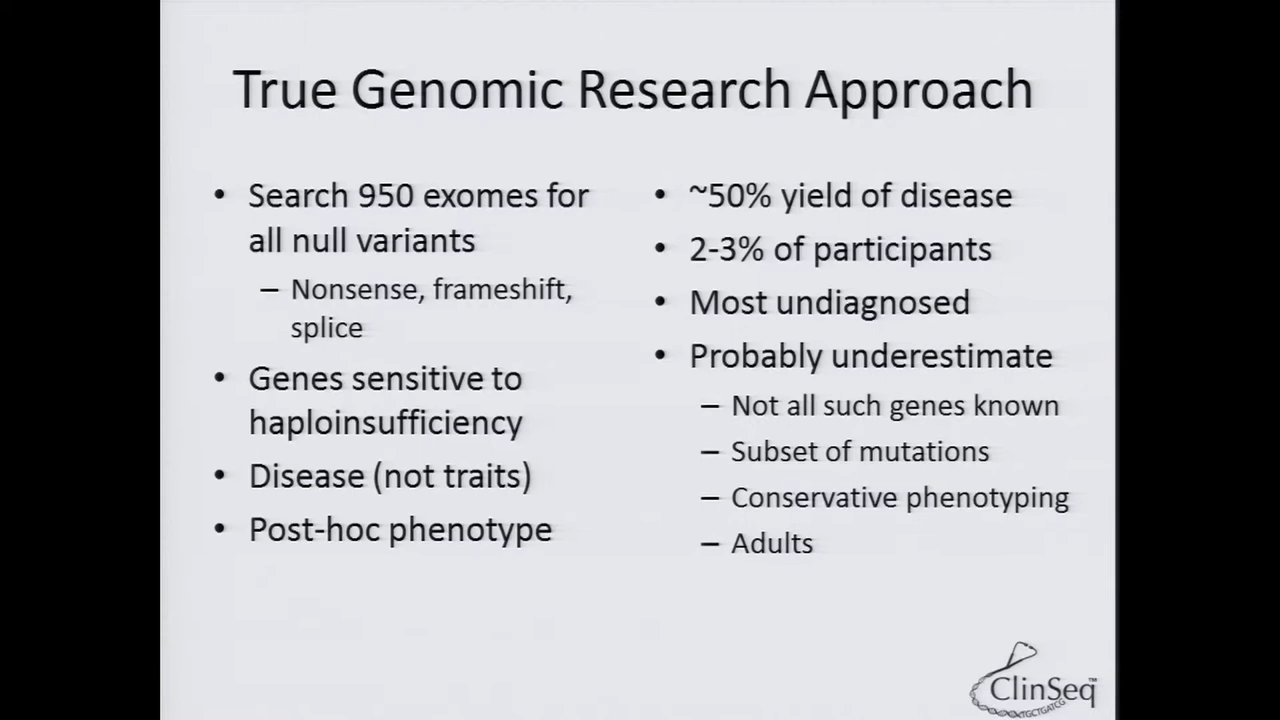 True Genomic Research Approach
• Search 950 exomes for
all null variants
– Nonsense, frameshift,
splice
• Genes sensitive to
haploinsufficiency
• Disease (not traits)
• Post-hoc phenotype
• ~50% yield of disease
• 2-3% of participants
• Most undiagnosed
• Probably underestimate
– Not all such genes known
– Subset of mutations
– Conservative phenotyping
– Adults
ClinSeq™